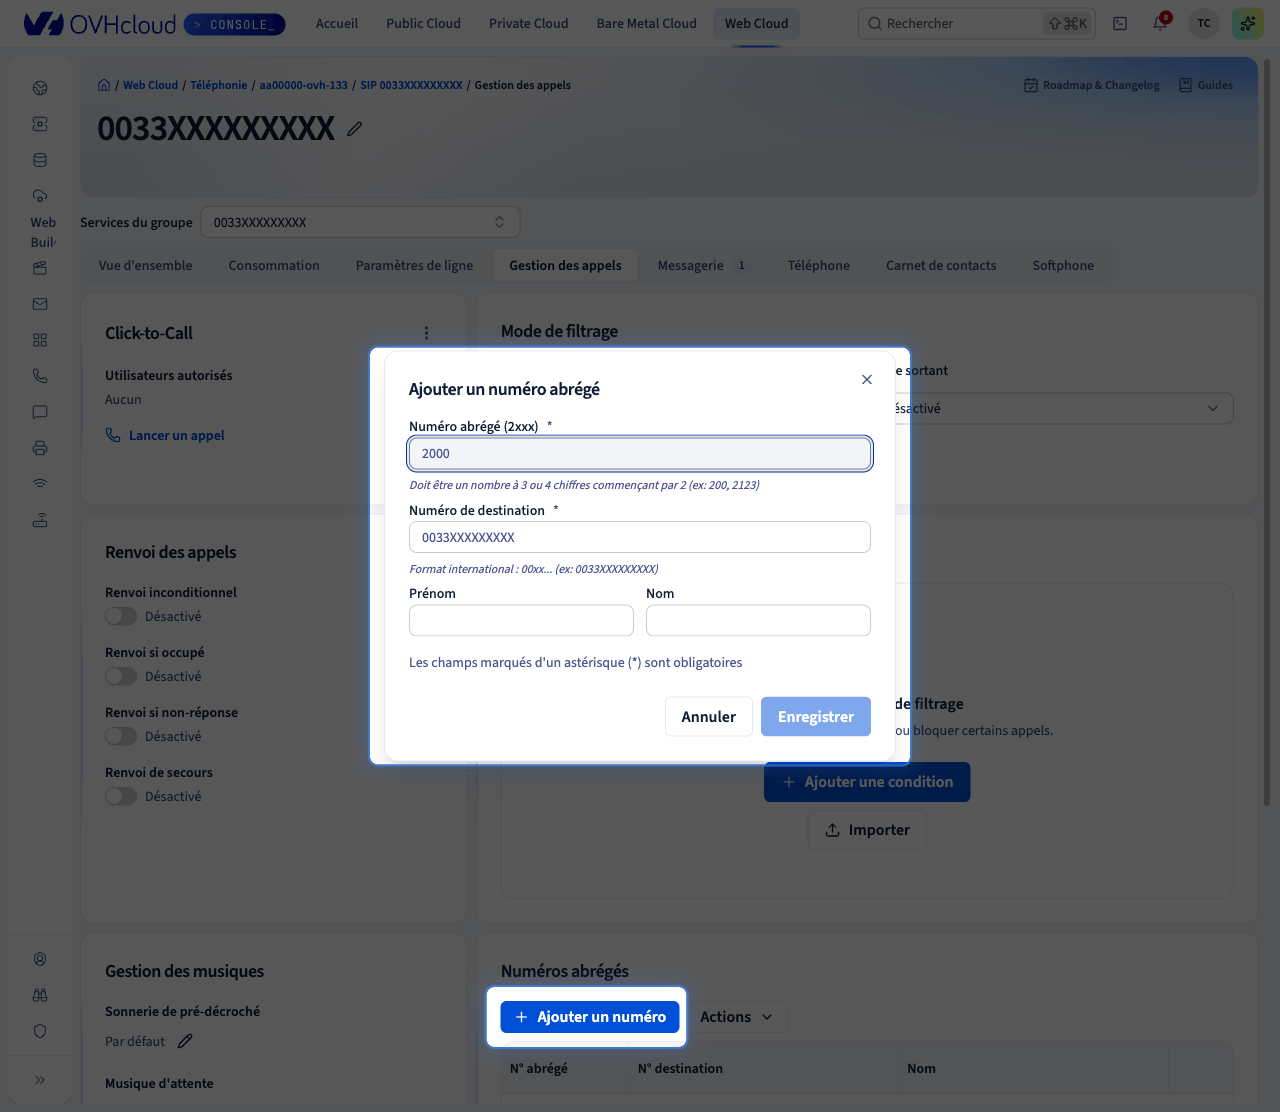 OVHcloud > CONSOLE_ Accueil Public Cloud Private Cloud Bare Metal Cloud Web Cloud Rechercher ⇧⌘K 8 TC
/ Web Cloud / Téléphonie / aa00000-ovh-133 / SIP 0033XXXXXXXXX / Gestion des appels Roadmap & Changelog Guides
0033XXXXXXXXX
Web
Buil
Services du groupe 0033XXXXXXXXX
Vue d'ensemble Consommation Paramètres de ligne Gestion des appels Messagerie 1 Téléphone Carnet de contacts Softphone
Click-to-Call
Utilisateurs autorisés
Aucun
Lancer un appel
Mode de filtrage
e sortant
ésactivé
Ajouter un numéro abrégé
Numéro abrégé (2xxx) *
2000
Doit être un nombre à 3 ou 4 chiffres commençant par 2 (ex: 200, 2123)
Numéro de destination *
0033XXXXXXXXX
Format international : 00xx... (ex: 0033XXXXXXXXX)
Prénom Nom
Les champs marqués d'un astérisque (*) sont obligatoires
Annuler Enregistrer
Renvoi des appels
Renvoi inconditionnel
Désactivé
Renvoi si occupé
Désactivé
Renvoi si non-réponse
Désactivé
Renvoi de secours
Désactivé
de filtrage
ou bloquer certains appels.
+ Ajouter une condition
Importer
Gestion des musiques
Sonnerie de pré-décroché
Par défaut
Musique d'attente
Numéros abrégés
+ Ajouter un numéro Actions
N° abrégé N° destination Nom